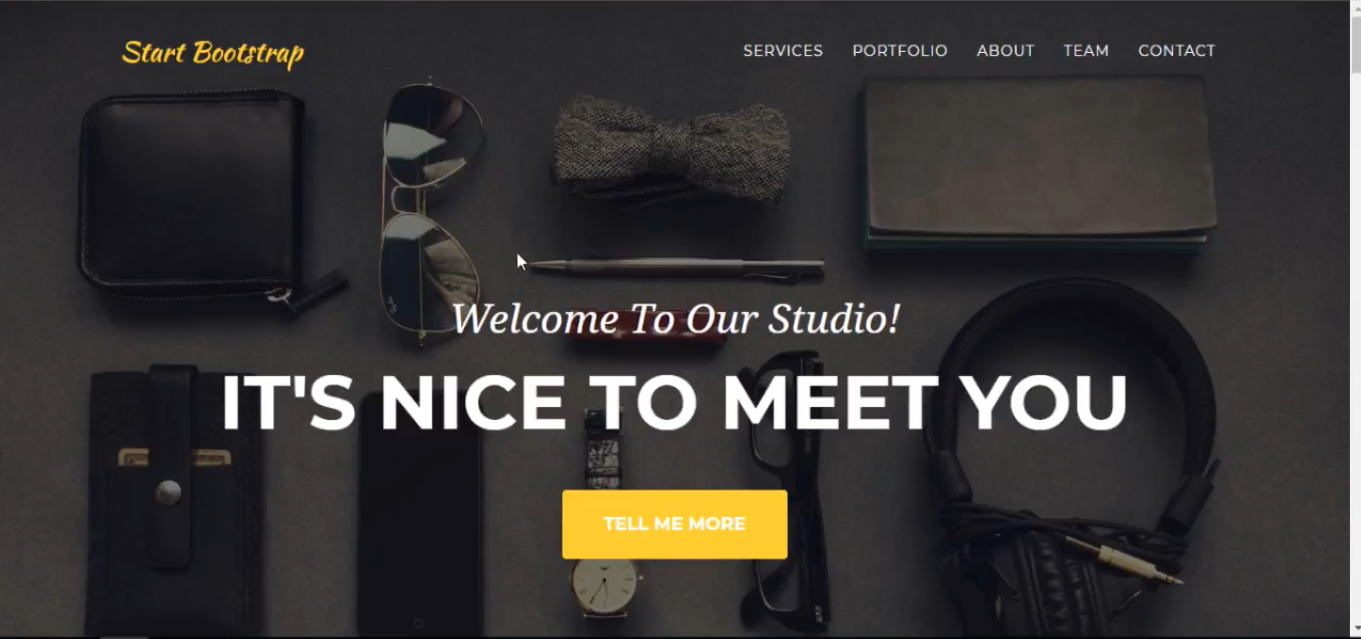 Start Bootstrap
SERVICES PORTFOLIO ABOUT TEAM CONTACT
Welcome To Our Studio!
IT'S NICE TO MEET YOU
TELL ME MORE